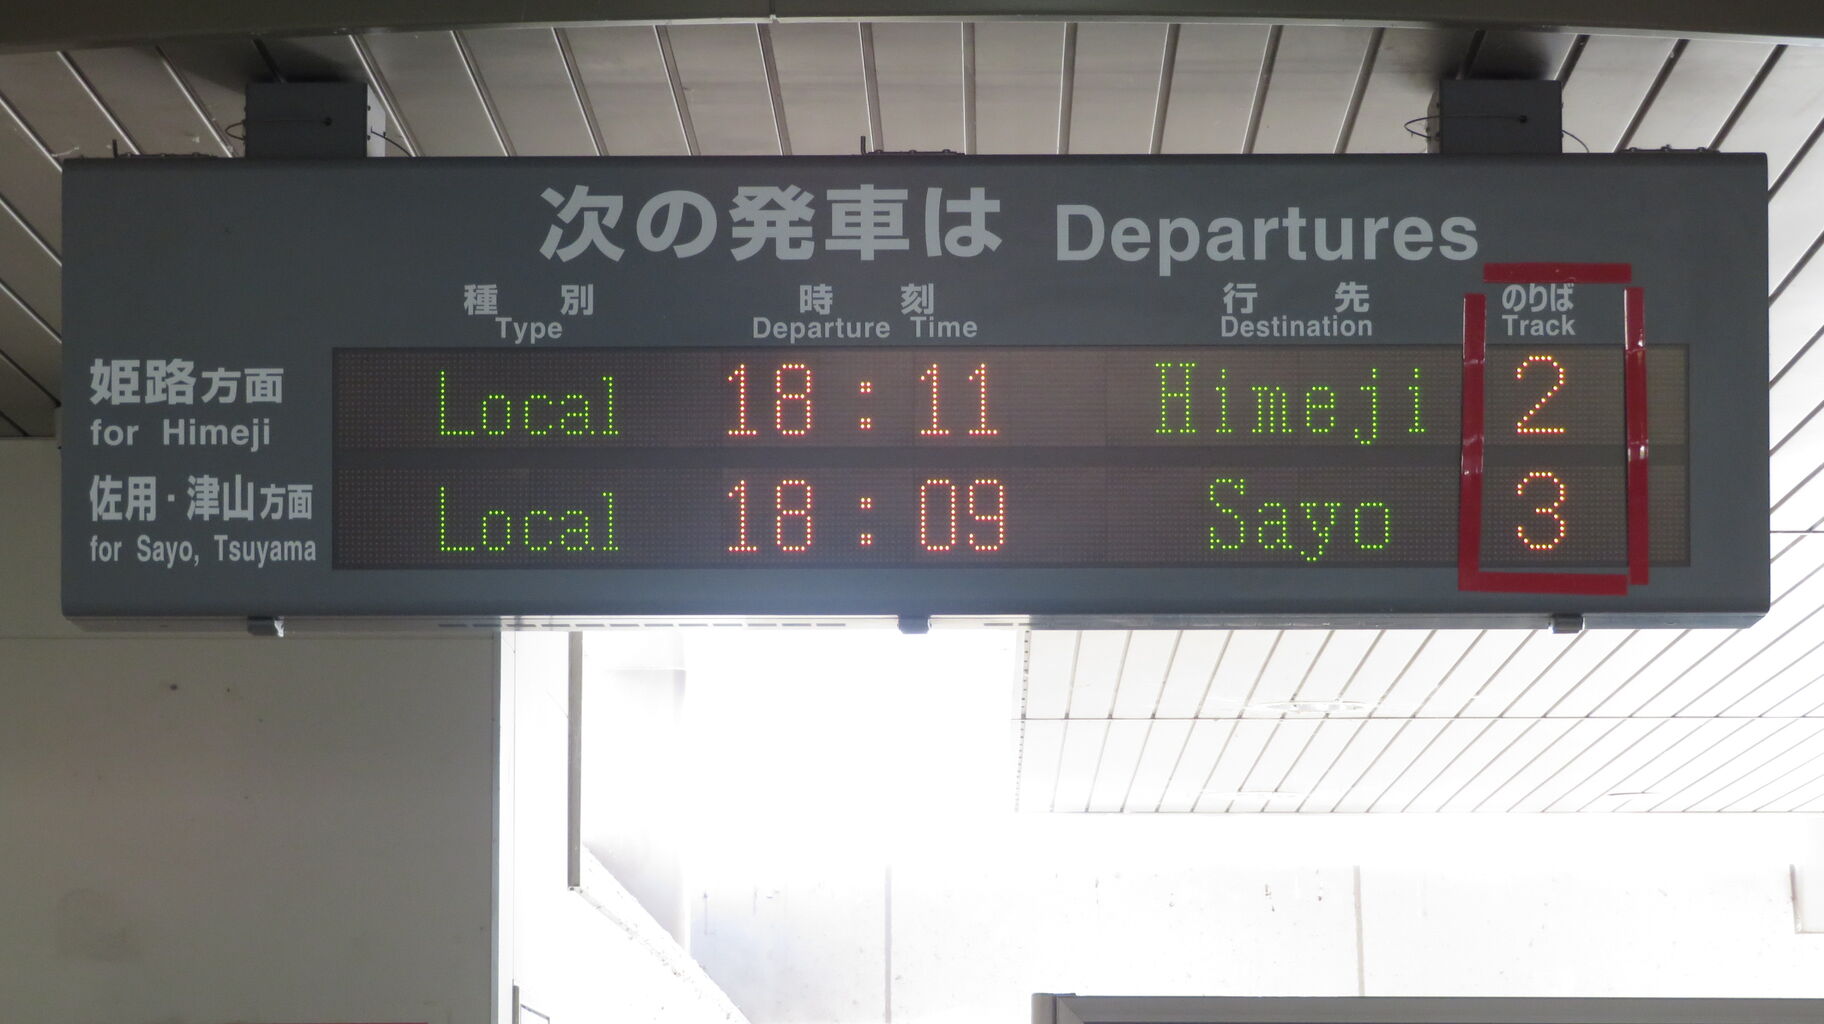 次の発車は Departures
種別 時刻 行先 のりば
Type Departure Time Destination Track
姫路方面
for Himeji
Local 18:11 Himeji 2
佐用・津山方面
for Sayo, Tsuyama
Local 18:09 Sayo 3